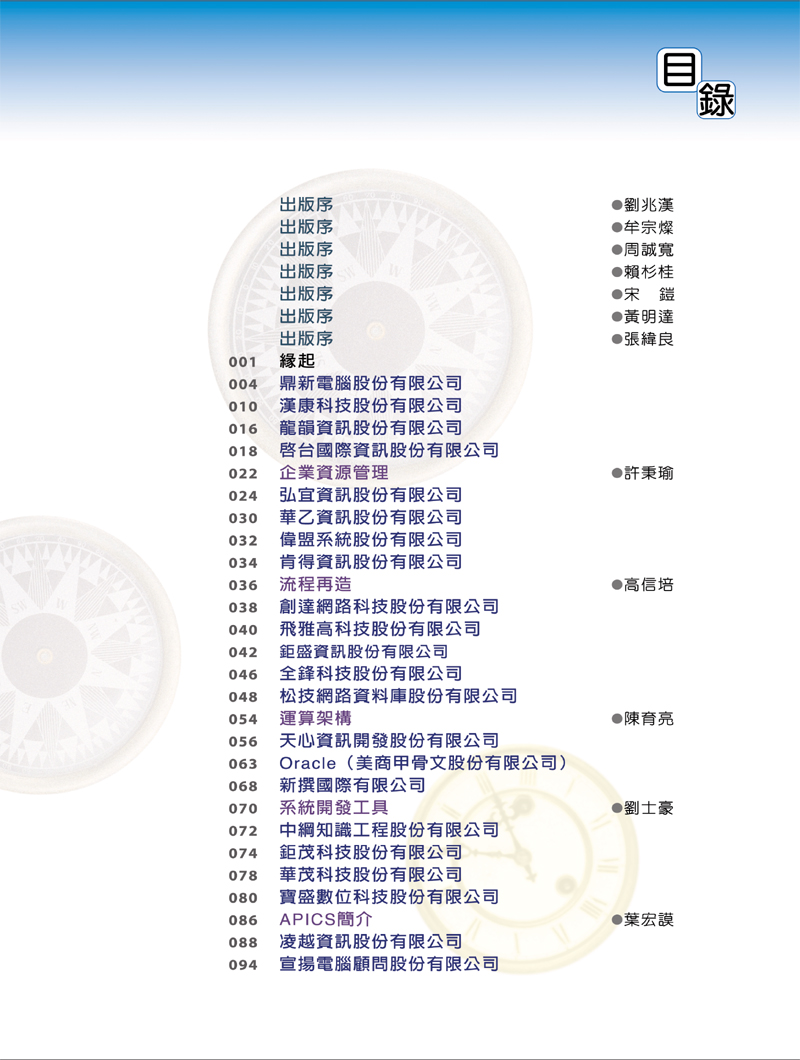 目錄
出版序 ●劉兆漢
出版序 ●牟宗燦
出版序 ●周誠寬
出版序 ●賴杉桂
出版序 ●宋 鎧
出版序 ●黃明達
出版序 ●張緯良
001 緣起
004 鼎新電腦股份有限公司
010 漢康科技股份有限公司
016 龍韻資訊股份有限公司
018 啓台國際資訊股份有限公司
022 企業資源管理 ●許秉瑜
024 弘宜資訊股份有限公司
030 華乙資訊股份有限公司
032 偉盟系統股份有限公司
034 肯得資訊股份有限公司
036 流程再造 ●高信培
038 創達網路科技股份有限公司
040 飛雅高科技股份有限公司
042 鉅盛資訊股份有限公司
046 全鋒科技股份有限公司
048 松技網路資料庫股份有限公司
054 運算架構 ●陳育亮
056 天心資訊開發股份有限公司
063 Oracle（美商甲骨文股份有限公司）
068 新撰國際有限公司
070 系統開發工具 ●劉士豪
072 中綱知識工程股份有限公司
074 鉅茂科技股份有限公司
078 華茂科技股份有限公司
080 寶盛數位科技股份有限公司
086 APICS簡介 ●葉宏謨
088 凌越資訊股份有限公司
094 宣揚電腦顧問股份有限公司